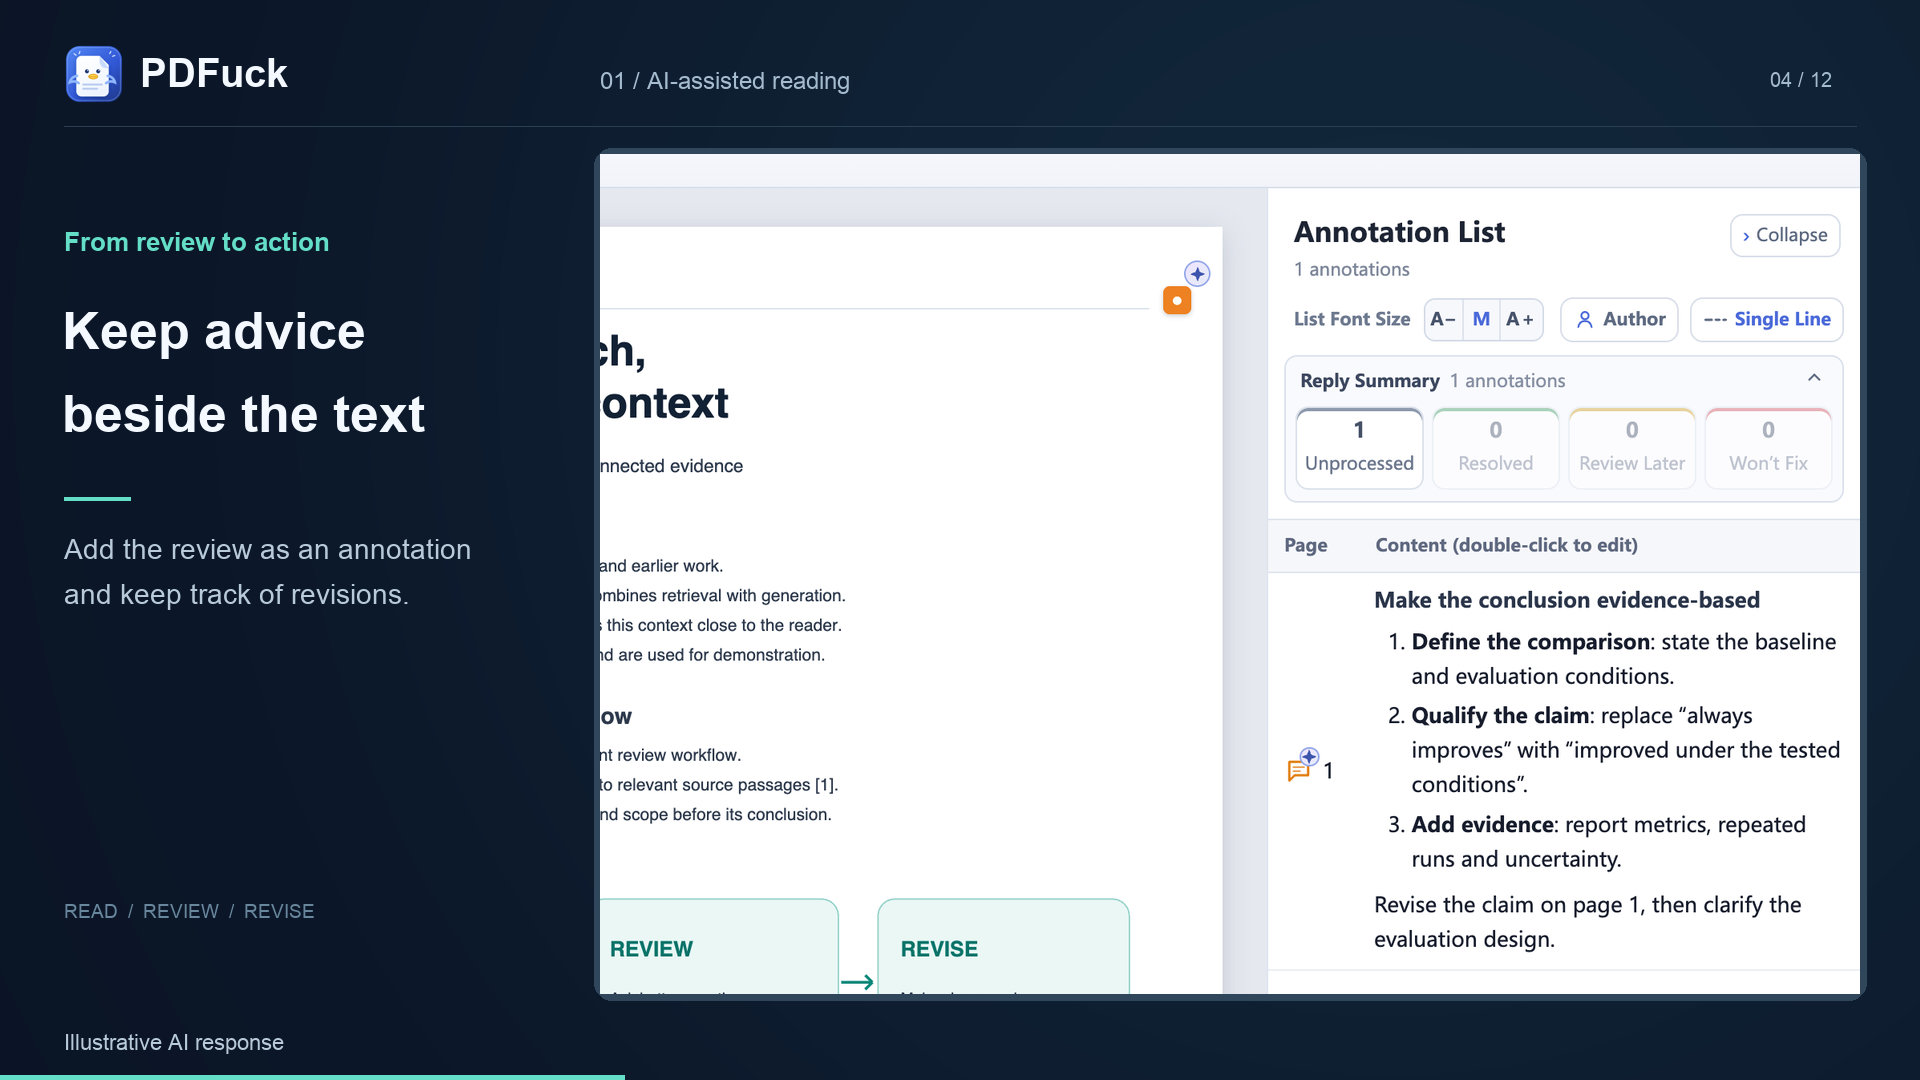 PDFuck
01 / AI-assisted reading
04 / 12
From review to action
Keep advice
beside the text
Add the review as an annotation
and keep track of revisions.
READ / REVIEW / REVISE
Illustrative AI response
ch,
context
nnected evidence
and earlier work.
ombines retrieval with generation.
s this context close to the reader.
nd are used for demonstration.
ow
nt review workflow.
to relevant source passages [1].
nd scope before its conclusion.
REVIEW
→
REVISE
Annotation List
› Collapse
1 annotations
List Font Size A− M A+ Author Single Line
Reply Summary 1 annotations
1 0 0 0
Unprocessed Resolved Review Later Won’t Fix
Page Content (double-click to edit)
1
Make the conclusion evidence-based
1. Define the comparison: state the baseline
and evaluation conditions.
2. Qualify the claim: replace “always
improves” with “improved under the tested
conditions”.
3. Add evidence: report metrics, repeated
runs and uncertainty.
Revise the claim on page 1, then clarify the
evaluation design.